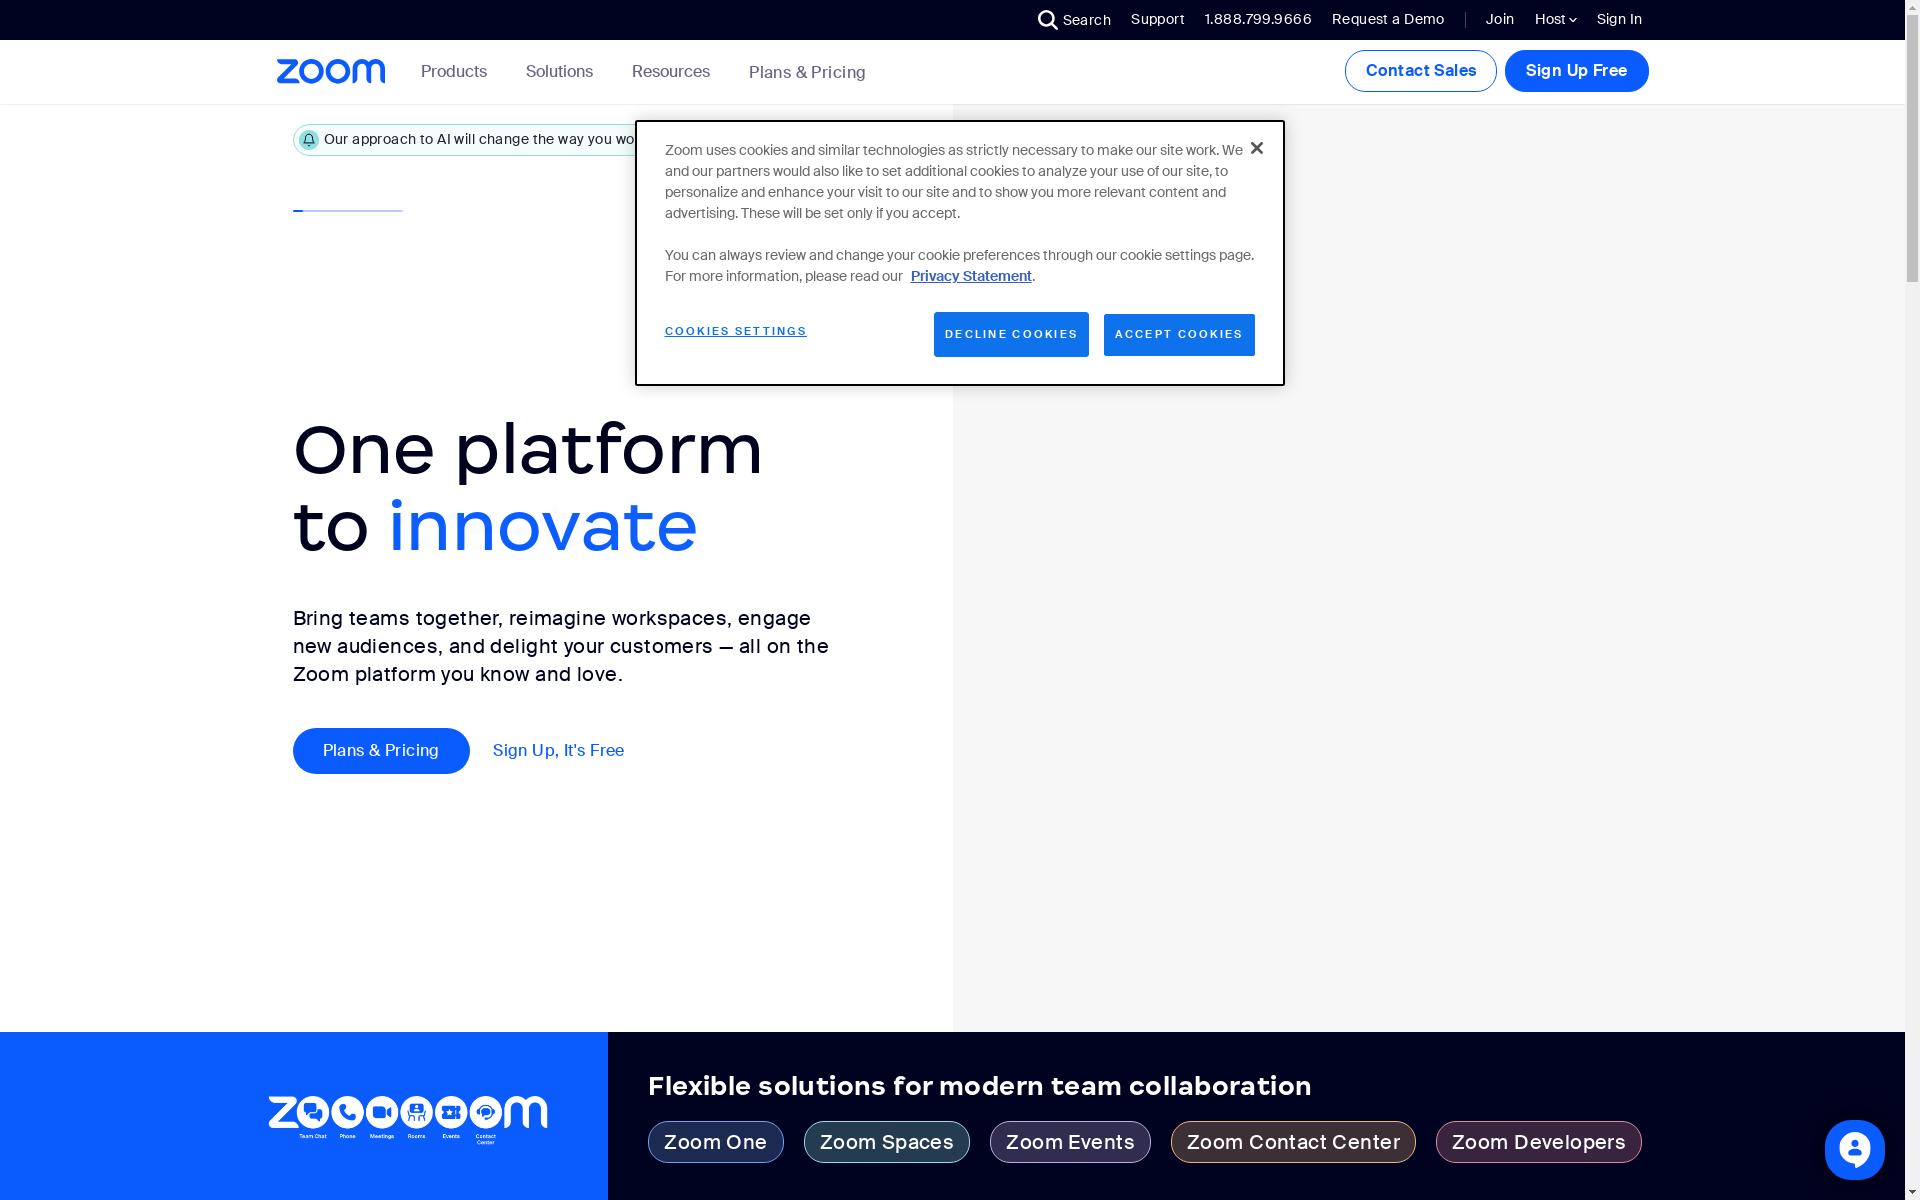 Search
Support
1.888.799.9666
Request a Demo
Join
Host
Sign In
zoom
Products
Solutions
Resources
Plans & Pricing
Contact Sales
Sign Up Free
Our approach to AI will change the way you wo
Zoom uses cookies and similar technologies as strictly necessary to make our site work. We
and our partners would also like to set additional cookies to analyze your use of our site, to
personalize and enhance your visit to our site and to show you more relevant content and
advertising. These will be set only if you accept.
You can always review and change your cookie preferences through our cookie settings page.
For more information, please read our Privacy Statement.
COOKIES SETTINGS
DECLINE COOKIES
ACCEPT COOKIES
One platform
to innovate
Bring teams together, reimagine workspaces, engage
new audiences, and delight your customers — all on the
Zoom platform you know and love.
Plans & Pricing
Sign Up, It's Free
zoooooom
Team Chat
Phone
Meetings
Rooms
Events
Contact
Center
Flexible solutions for modern team collaboration
Zoom One
Zoom Spaces
Zoom Events
Zoom Contact Center
Zoom Developers